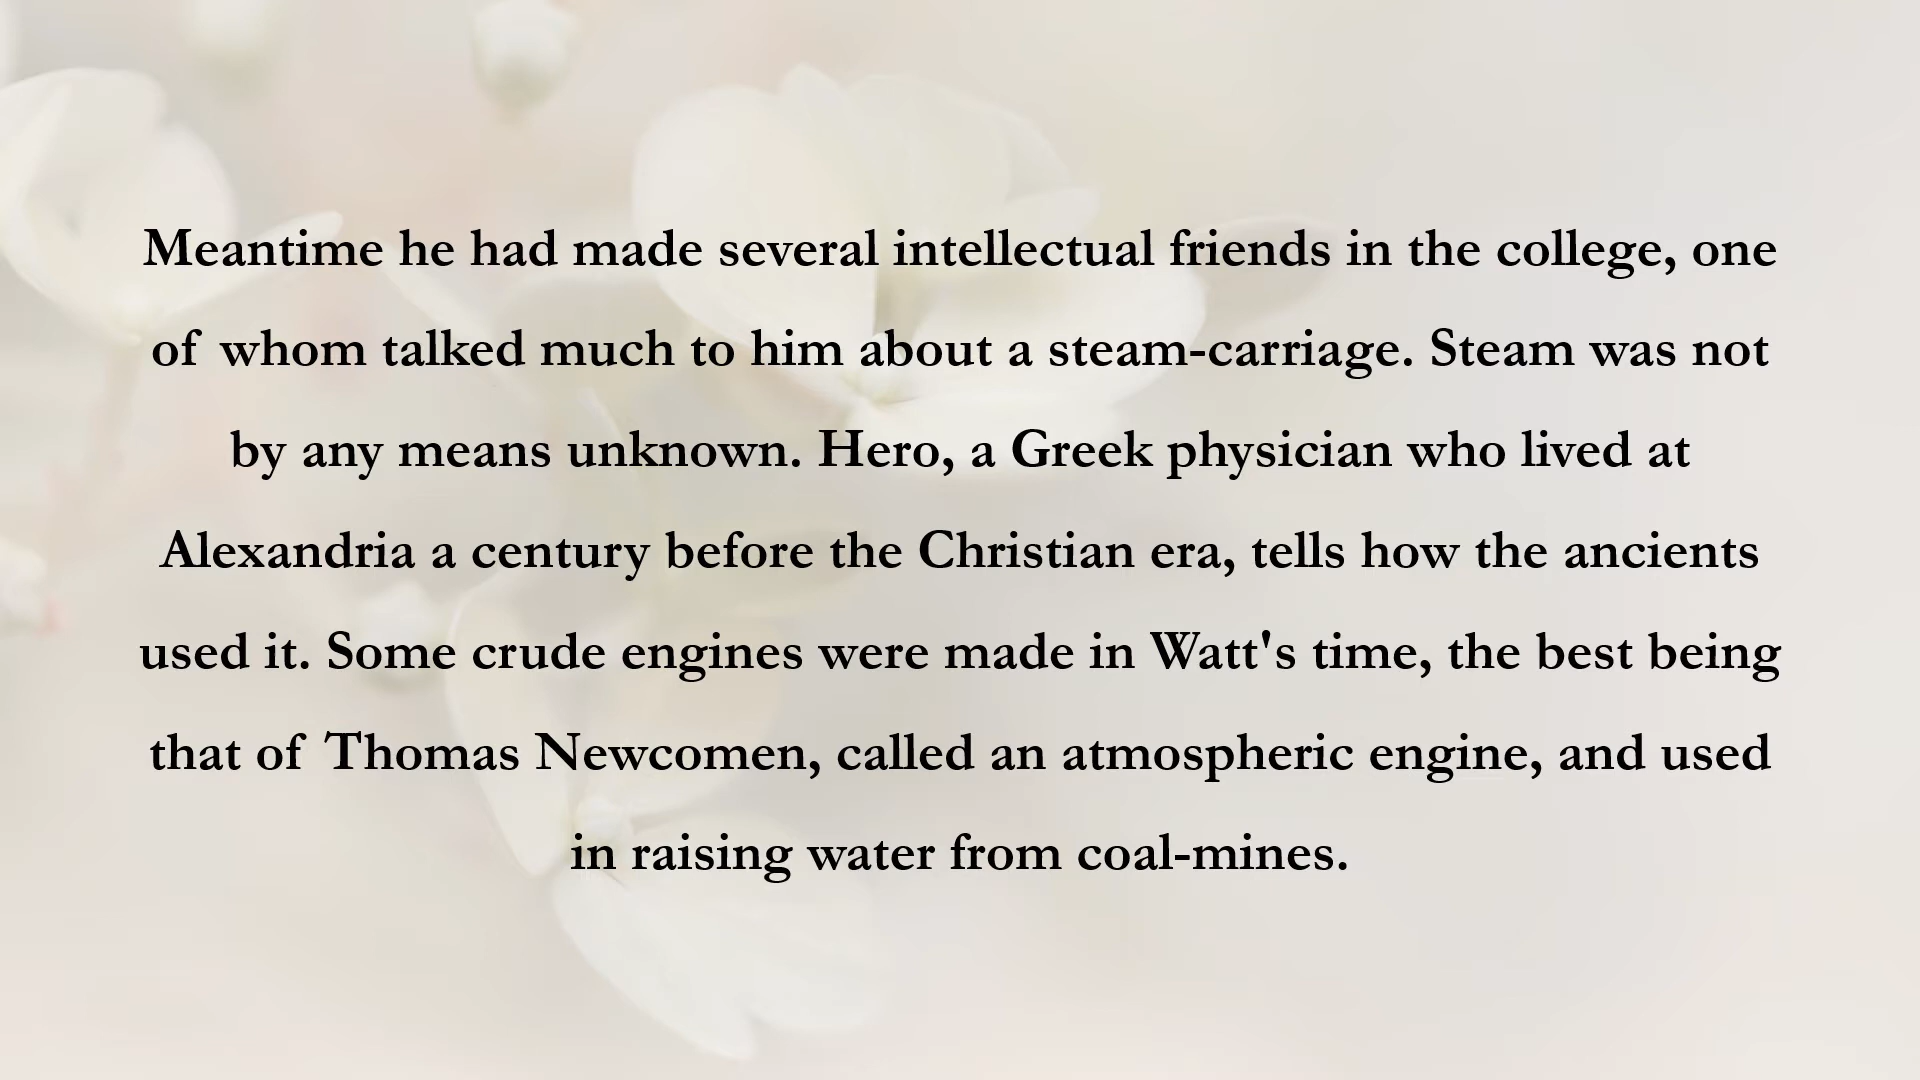 Meantime he had made several intellectual friends in the college, one
of whom talked much to him about a steam-carriage. Steam was not
by any means unknown. Hero, a Greek physician who lived at
Alexandria a century before the Christian era, tells how the ancients
used it. Some crude engines were made in Watt's time, the best being
that of Thomas Newcomen, called an atmospheric engine, and used
in raising water from coal-mines.